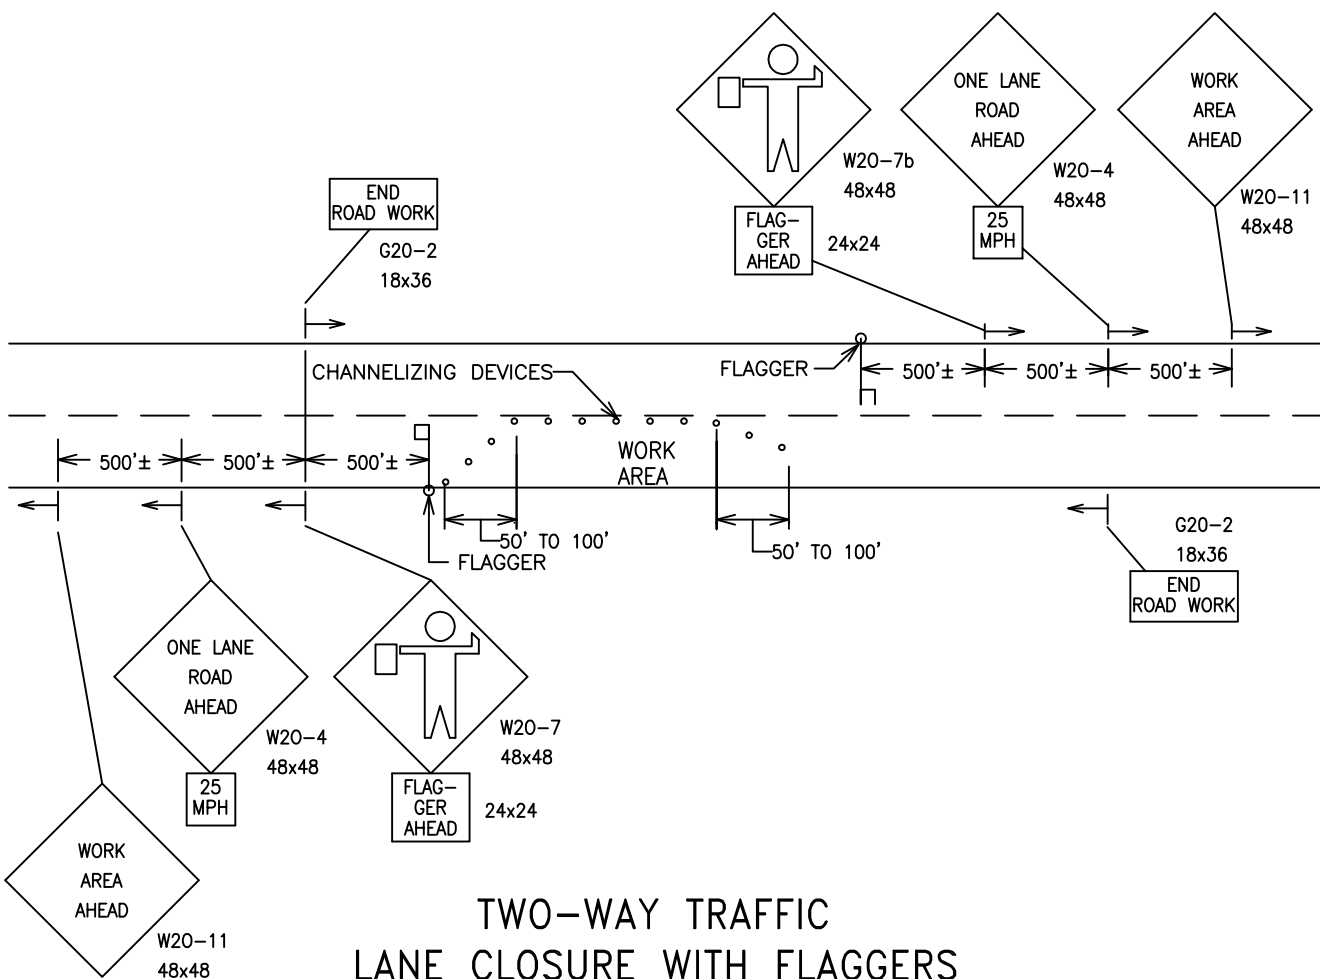 ONE LANE
ROAD
AHEAD
WORK
AREA
AHEAD
W20-7b
48x48
W20-4
48x48
W20-11
48x48
FLAG-
GER
AHEAD
24x24
25
MPH
END
ROAD WORK
G20-2
18x36
CHANNELIZING DEVICES
FLAGGER
500'±
500'±
500'±
500'±
500'±
500'±
WORK
AREA
50' TO 100'
50' TO 100'
FLAGGER
G20-2
18x36
END
ROAD WORK
ONE LANE
ROAD
AHEAD
W20-4
48x48
25
MPH
W20-7
48x48
FLAG-
GER
AHEAD
24x24
WORK
AREA
AHEAD
W20-11
48x48
TWO-WAY TRAFFIC
LANE CLOSURE WITH FLAGGERS